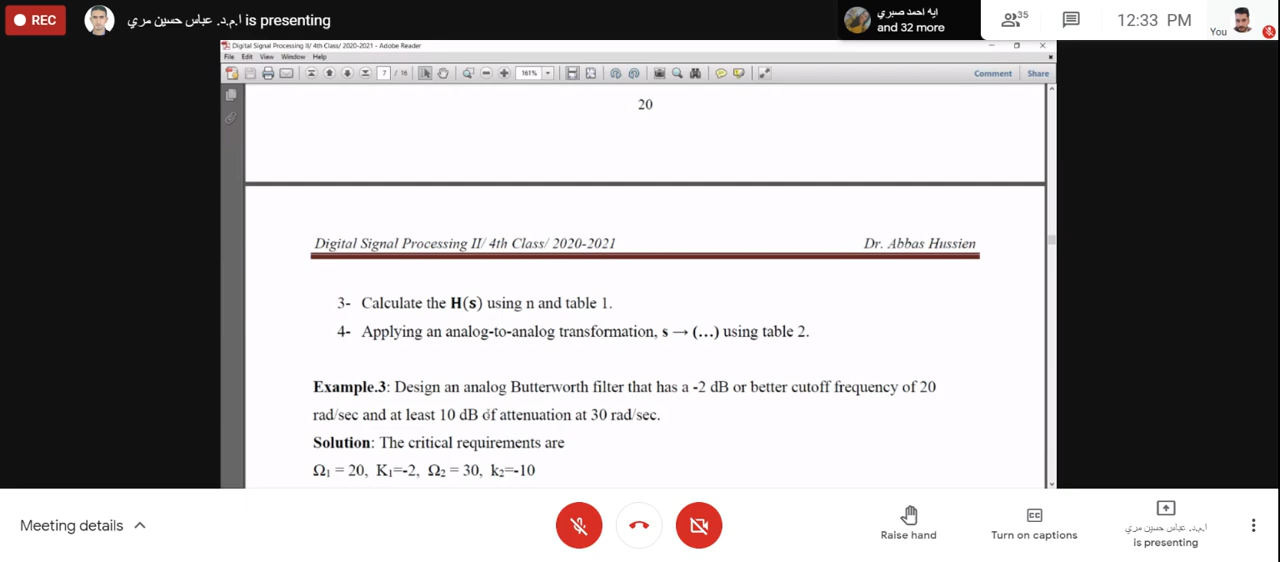 REC
ا.م.د. عباس حسين مري is presenting
ايه احمد صبري
and 32 more
35
12:33 PM
You
Digital Signal Processing II/ 4th Class/ 2020-2021 - Adobe Reader
File Edit View Window Help
7 / 16
161%
Comment Share
20
Digital Signal Processing II/ 4th Class/ 2020-2021 Dr. Abbas Hussien
3- Calculate the H(s) using n and table 1.
4- Applying an analog-to-analog transformation, s → (…) using table 2.
Example.3: Design an analog Butterworth filter that has a -2 dB or better cutoff frequency of 20
rad/sec and at least 10 dB of attenuation at 30 rad/sec.
Solution: The critical requirements are
Ω₁ = 20, K₁=-2, Ω₂ = 30, k₂=-10
Meeting details
Raise hand
CC
Turn on captions
ا.م.د. عباس حسين مري
is presenting